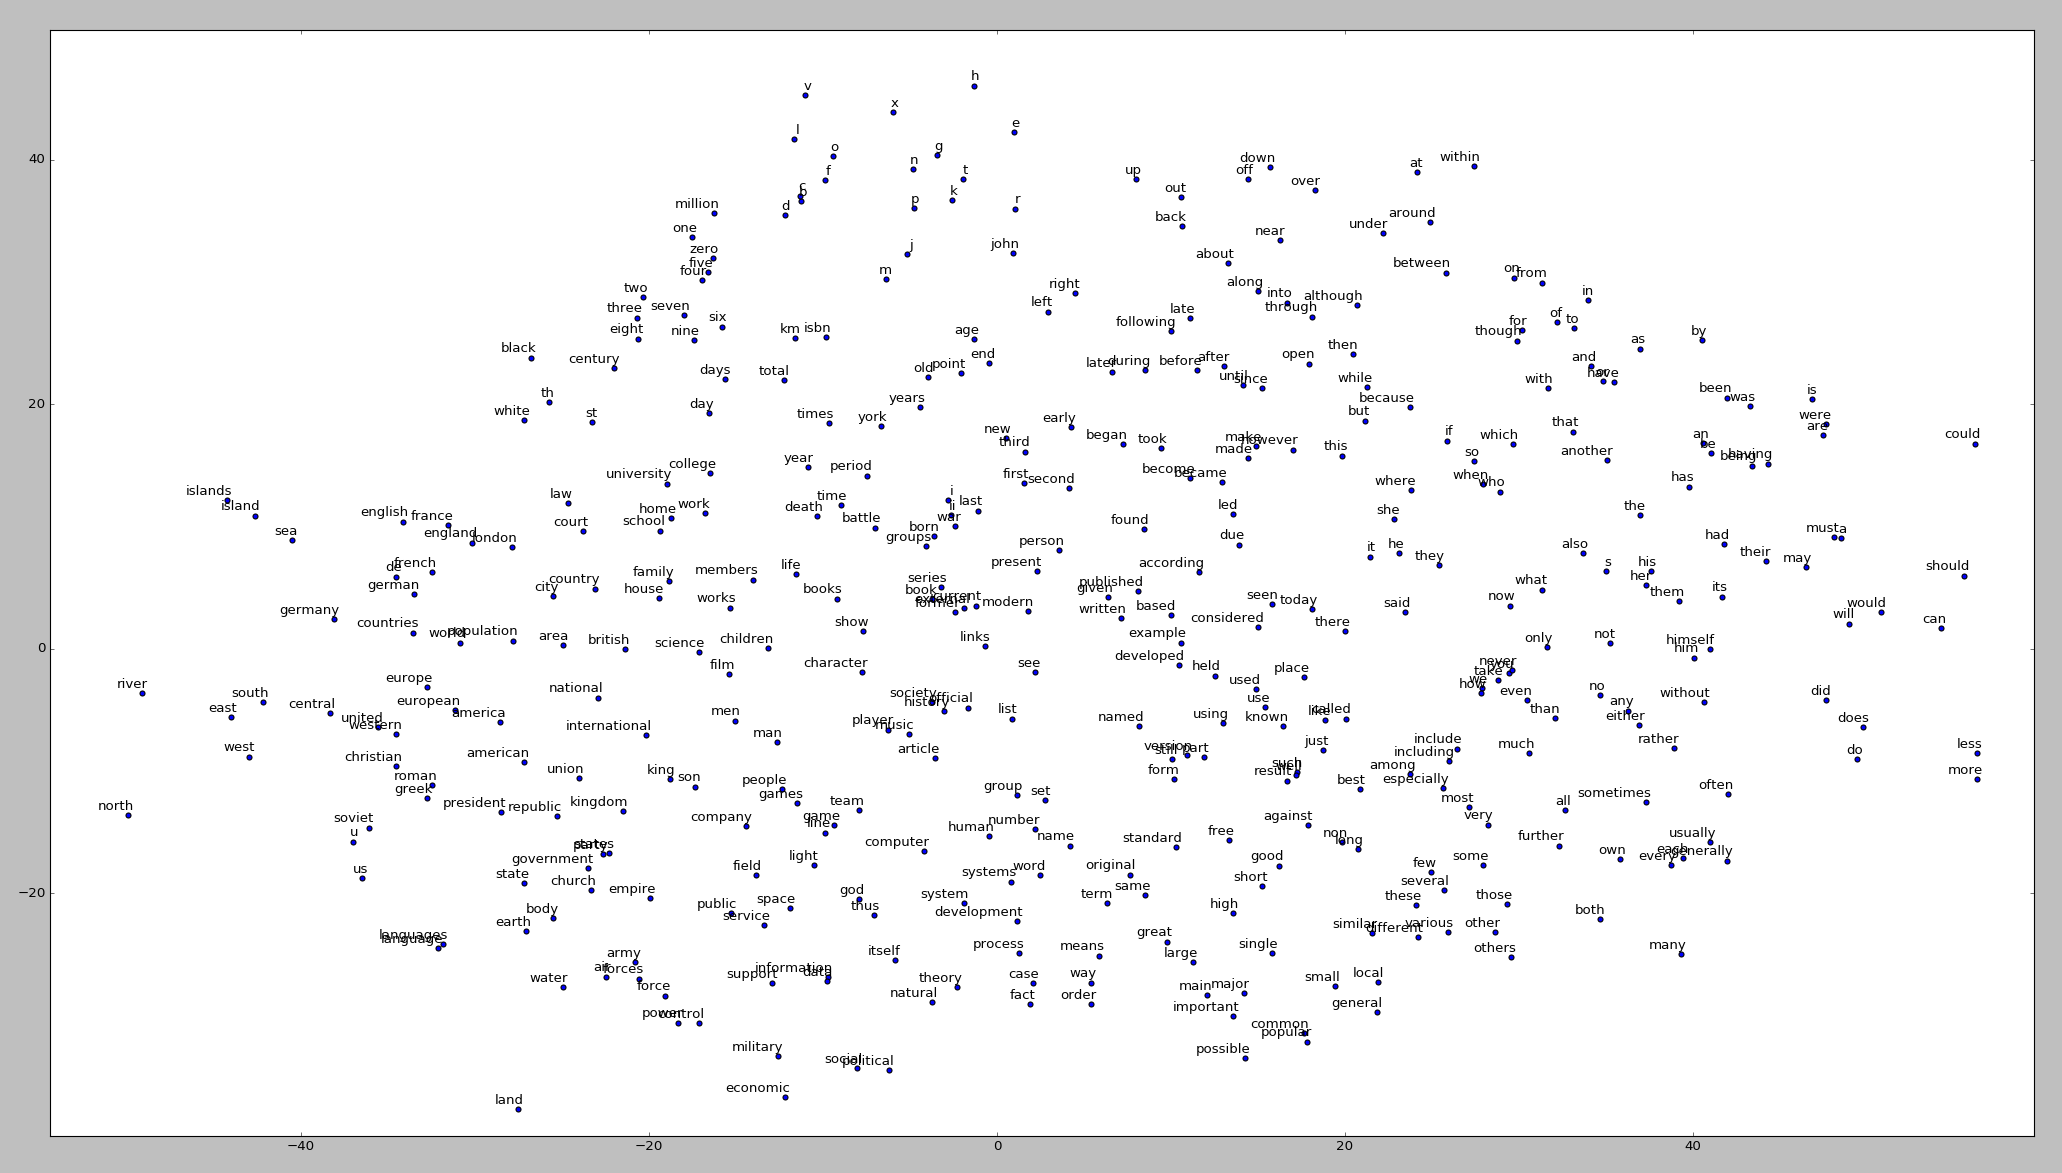 h
v
x
e
l
g
o
n
down
at
within
f
t
up
off
over
c
b
k
out
million
d
p
r
back
around
one
under
near
zero
j
john
about
five
four
m
between
on
from
two
right
along
into
although
in
three
seven
left
through
late
six
of
to
for
eight
nine
km
isbn
following
though
as
by
black
century
age
end
then
point
later
during
before
after
open
and
days
total
old
until
since
while
with
or
have
th
day
years
because
been
was
is
white
st
times
york
early
but
were
new
third
began
took
make
made
however
this
if
which
that
an
are
could
be
year
period
college
become
became
so
another
being
having
university
first
second
when
who
where
has
islands
island
law
home
work
time
death
i
ii
last
led
she
the
english
france
court
school
battle
war
born
found
sea
england
london
groups
person
due
it
he
they
also
had
must
a
their
french
de
german
family
members
life
present
according
s
his
may
should
city
country
house
series
book
books
external
current
former
modern
published
given
what
her
them
its
germany
works
written
based
seen
today
said
now
would
will
can
countries
world
population
area
british
science
children
show
links
example
considered
there
only
not
himself
him
film
character
see
developed
held
place
never
you
take
river
europe
we
how
south
east
central
european
national
society
history
official
used
use
even
no
any
without
did
united
western
america
international
men
player
music
list
named
using
known
like
called
than
either
does
west
man
article
version
still
part
just
include
including
much
rather
do
less
christian
american
union
king
son
people
form
such
well
result
among
especially
best
more
roman
greek
games
group
set
most
sometimes
often
north
president
republic
kingdom
team
all
soviet
company
game
line
number
against
very
u
human
name
standard
free
non
long
further
usually
party
states
computer
each
generally
government
own
every
us
state
church
field
light
systems
word
original
good
few
some
empire
short
several
body
public
space
god
system
term
same
these
those
earth
service
thus
development
high
both
languages
language
great
similar
different
various
other
others
army
itself
process
means
large
single
many
air
forces
water
support
information
data
theory
case
way
small
local
force
natural
fact
order
main
major
power
control
important
general
common
popular
military
social
political
possible
economic
land
40
20
0
−20
−40
−20
0
20
40